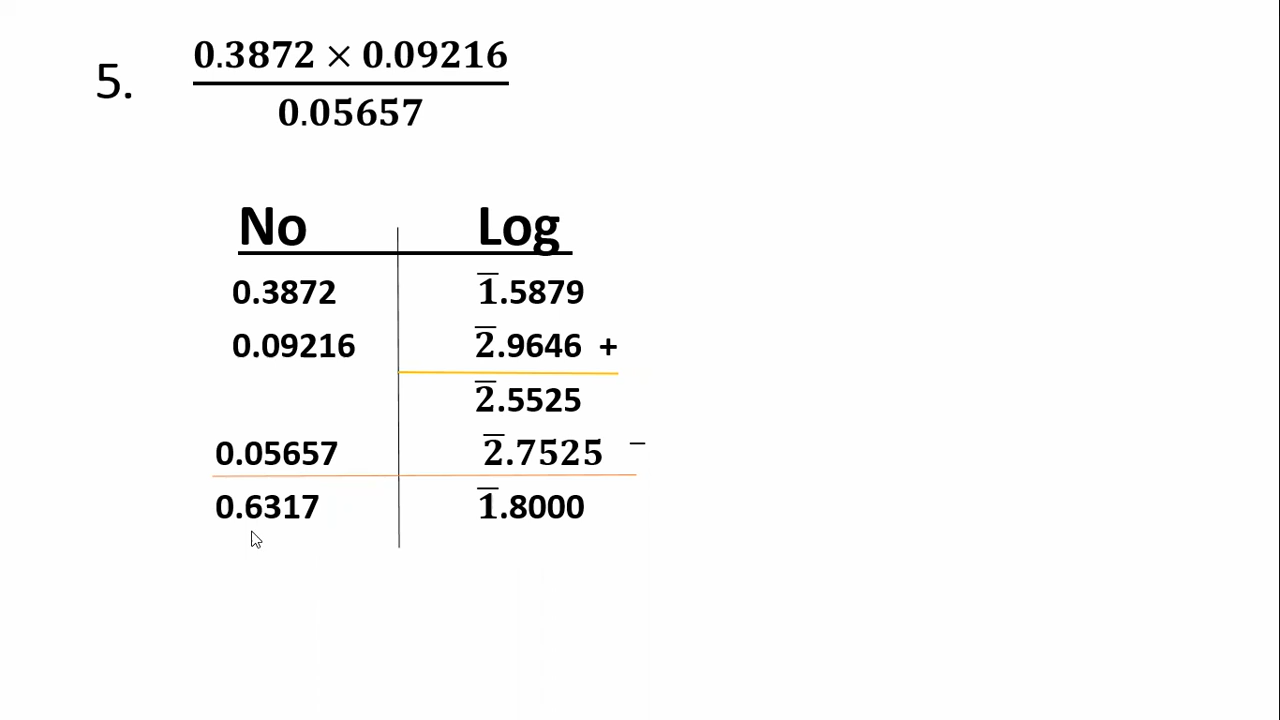 5. 0.3872 × 0.09216
0.05657
No Log
0.3872 1̅.5879
0.09216 2̅.9646 +
2̅.5525
0.05657 2̅.7525 −
0.6317 1̅.8000